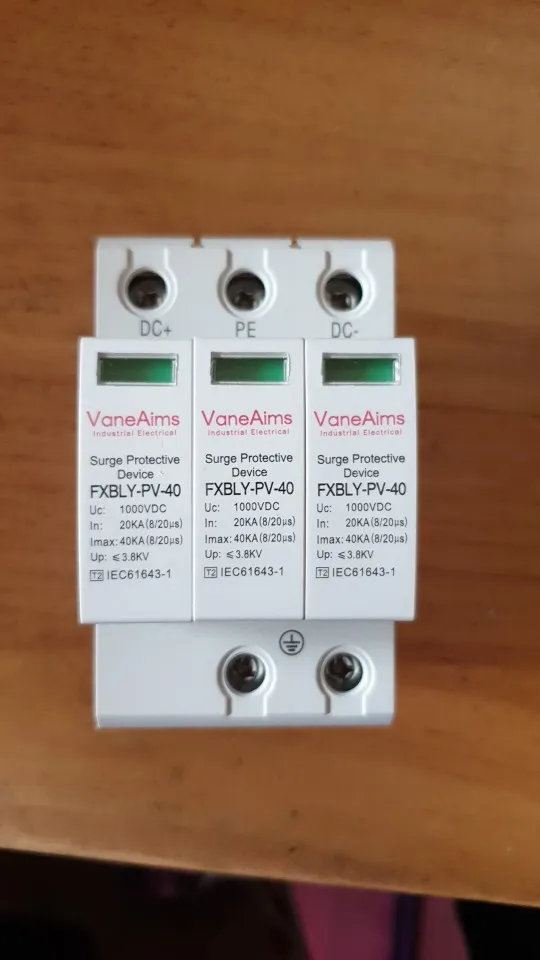 DC+ PE DC-
VaneAims
Industrial Electrical
Surge Protective
Device
FXBLY-PV-40
Uc: 1000VDC
In: 20KA(8/20µs)
Imax: 40KA(8/20µs)
Up: ≤3.8KV
T2 IEC61643-1
VaneAims
Industrial Electrical
Surge Protective
Device
FXBLY-PV-40
Uc: 1000VDC
In: 20KA(8/20µs)
Imax: 40KA(8/20µs)
Up: ≤3.8KV
T2 IEC61643-1
VaneAims
Industrial Electrical
Surge Protective
Device
FXBLY-PV-40
Uc: 1000VDC
In: 20KA(8/20µs)
Imax: 40KA(8/20µs)
Up: ≤3.8KV
T2 IEC61643-1